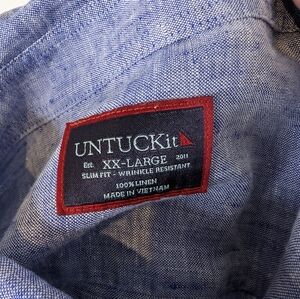 UNTUCKit
Est. XX-LARGE 2011
SLIM FIT - WRINKLE RESISTANT
100% LINEN
MADE IN VIETNAM